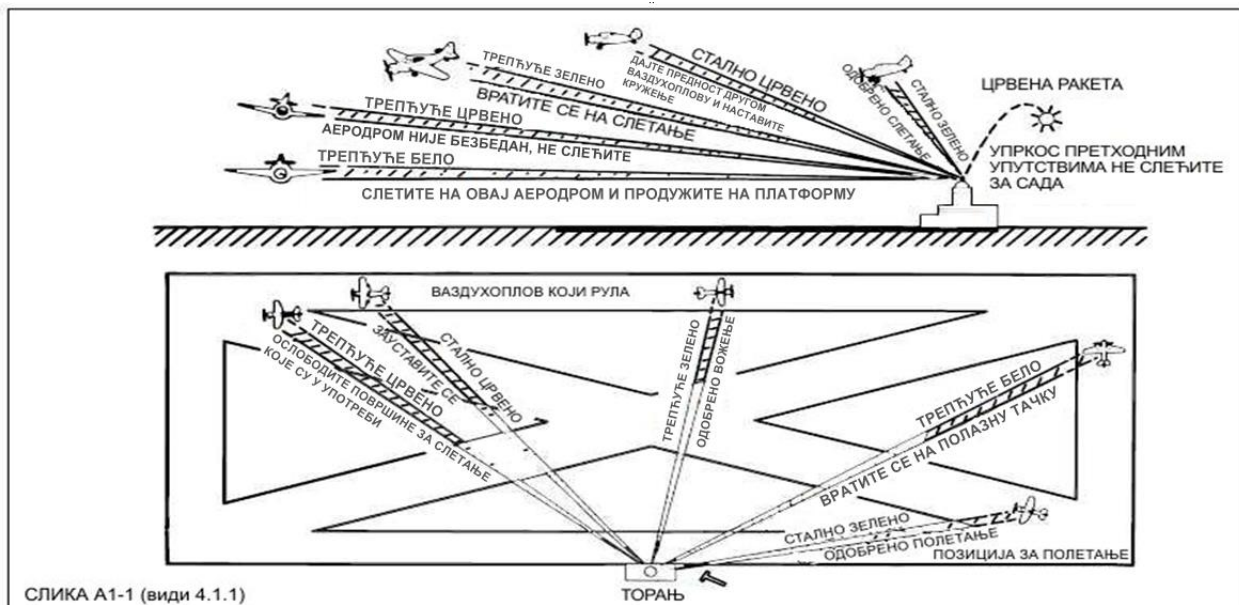 СТАЛНО ЦРВЕНО
ДАЈТЕ ПРЕДНОСТ ДРУГОМ
ВАЗДУХОПЛОВУ И НАСТАВИТЕ
КРУЖЕЊЕ
ТРЕПЋУЋЕ ЗЕЛЕНО
ВРАТИТЕ СЕ НА СЛЕТАЊЕ
СТАЛНО ЗЕЛЕНО
ОДОБРЕНО СЛЕТАЊЕ
ЦРВЕНА РАКЕТА
ТРЕПЋУЋЕ ЦРВЕНО
АЕРОДРОМ НИЈЕ БЕЗБЕДАН, НЕ СЛЕЋИТЕ
ТРЕПЋУЋЕ БЕЛО
СЛЕТИТЕ НА ОВАЈ АЕРОДРОМ И ПРОДУЖИТЕ НА ПЛАТФОРМУ
УПРКОС ПРЕТХОДНИМ
УПУТСТВИМА НЕ СЛЕЋИТЕ
ЗА САДА
ВАЗДУХОПЛОВ КОЈИ РУЛА
ТРЕПЋУЋЕ ЦРВЕНО
ОСЛОБОДИТЕ ПОВРШИНЕ ЗА СЛЕТАЊЕ
КОЈЕ СУ У УПОТРЕБИ
СТАЛНО ЦРВЕНО
ЗАУСТАВИТЕ СЕ
ТРЕПЋУЋЕ ЗЕЛЕНО
ОДОБРЕНО ВОЖЕЊЕ
ТРЕПЋУЋЕ БЕЛО
ВРАТИТЕ СЕ НА ПОЛАЗНУ ТАЧКУ
СТАЛНО ЗЕЛЕНО
ОДОБРЕНО ПОЛЕТАЊЕ
ПОЗИЦИЈА ЗА ПОЛЕТАЊЕ
СЛИКА А1-1 (види 4.1.1)
ТОРАЊ